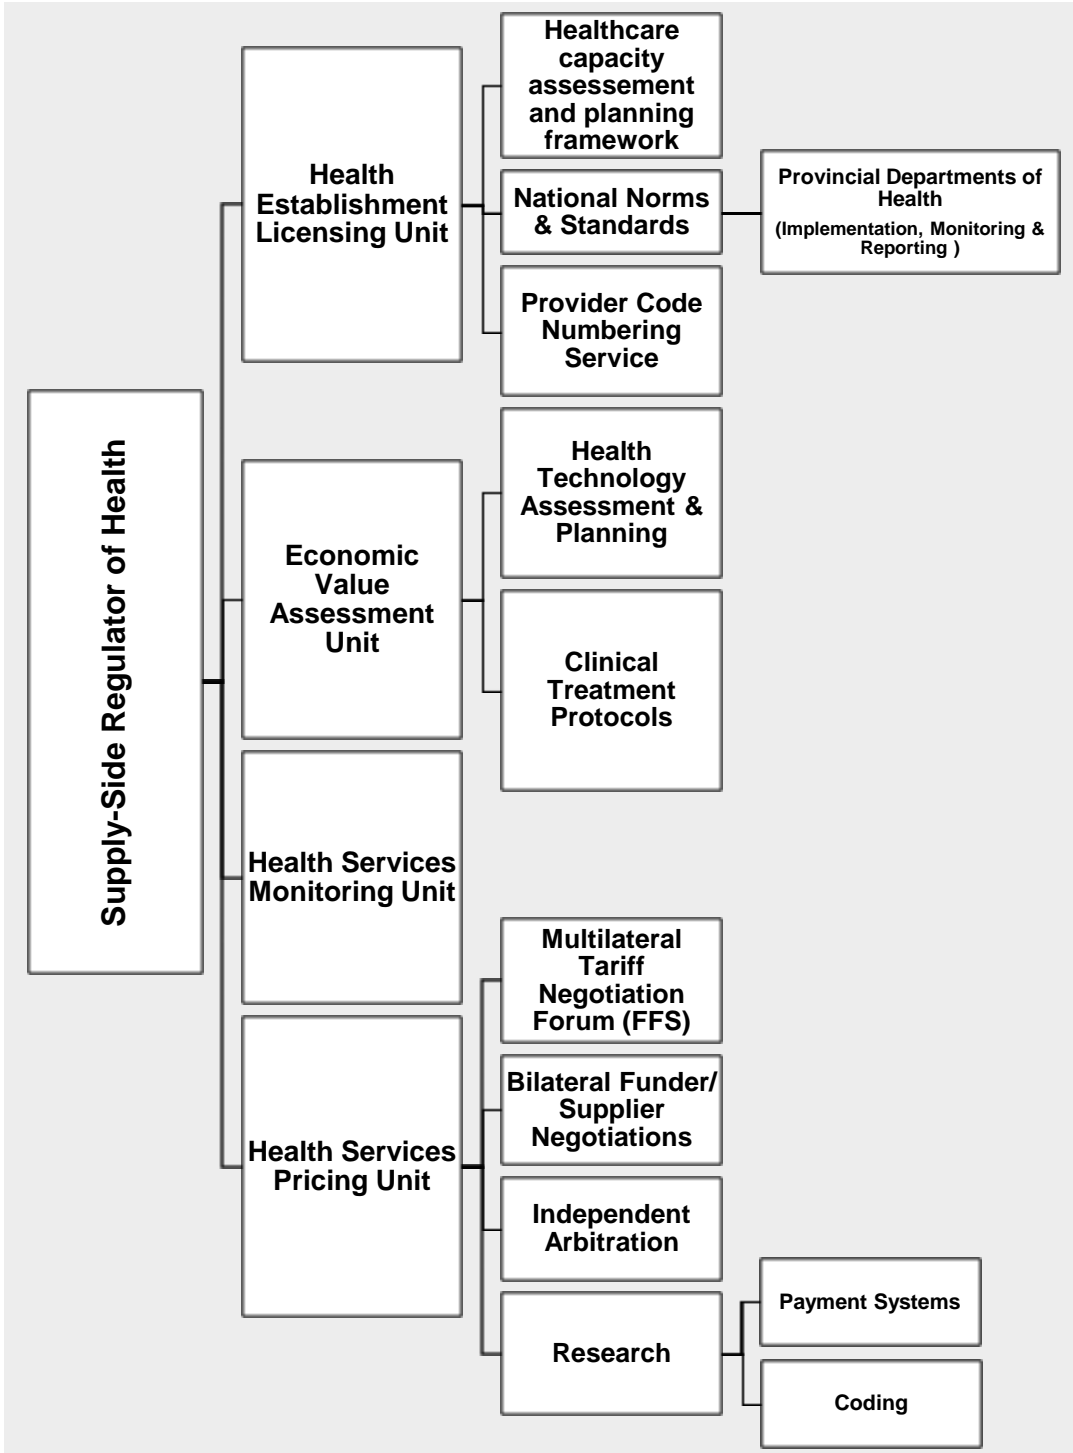 Supply-Side Regulator of Health
Health
Establishment
Licensing Unit
Healthcare
capacity
assessement
and planning
framework
National Norms
& Standards
Provincial Departments of
Health
(Implementation, Monitoring &
Reporting )
Provider Code
Numbering
Service
Economic
Value
Assessment
Unit
Health
Technology
Assessment &
Planning
Clinical
Treatment
Protocols
Health Services
Monitoring Unit
Health Services
Pricing Unit
Multilateral
Tariff
Negotiation
Forum (FFS)
Bilateral Funder/
Supplier
Negotiations
Independent
Arbitration
Research
Payment Systems
Coding